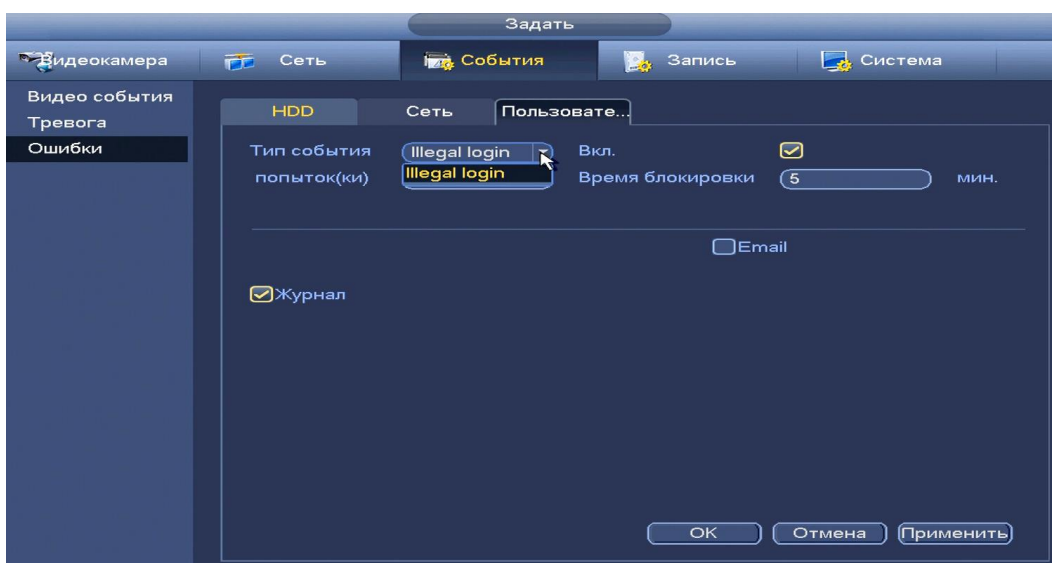 Задать
Видеокамера Сеть События Запись Система
Видео события
Тревога
Ошибки
HDD Сеть Пользовате...
Тип события Illegal login Вкл.
попыток(ки) Illegal login Время блокировки 5 мин.
Email
Журнал
OK Отмена Применить